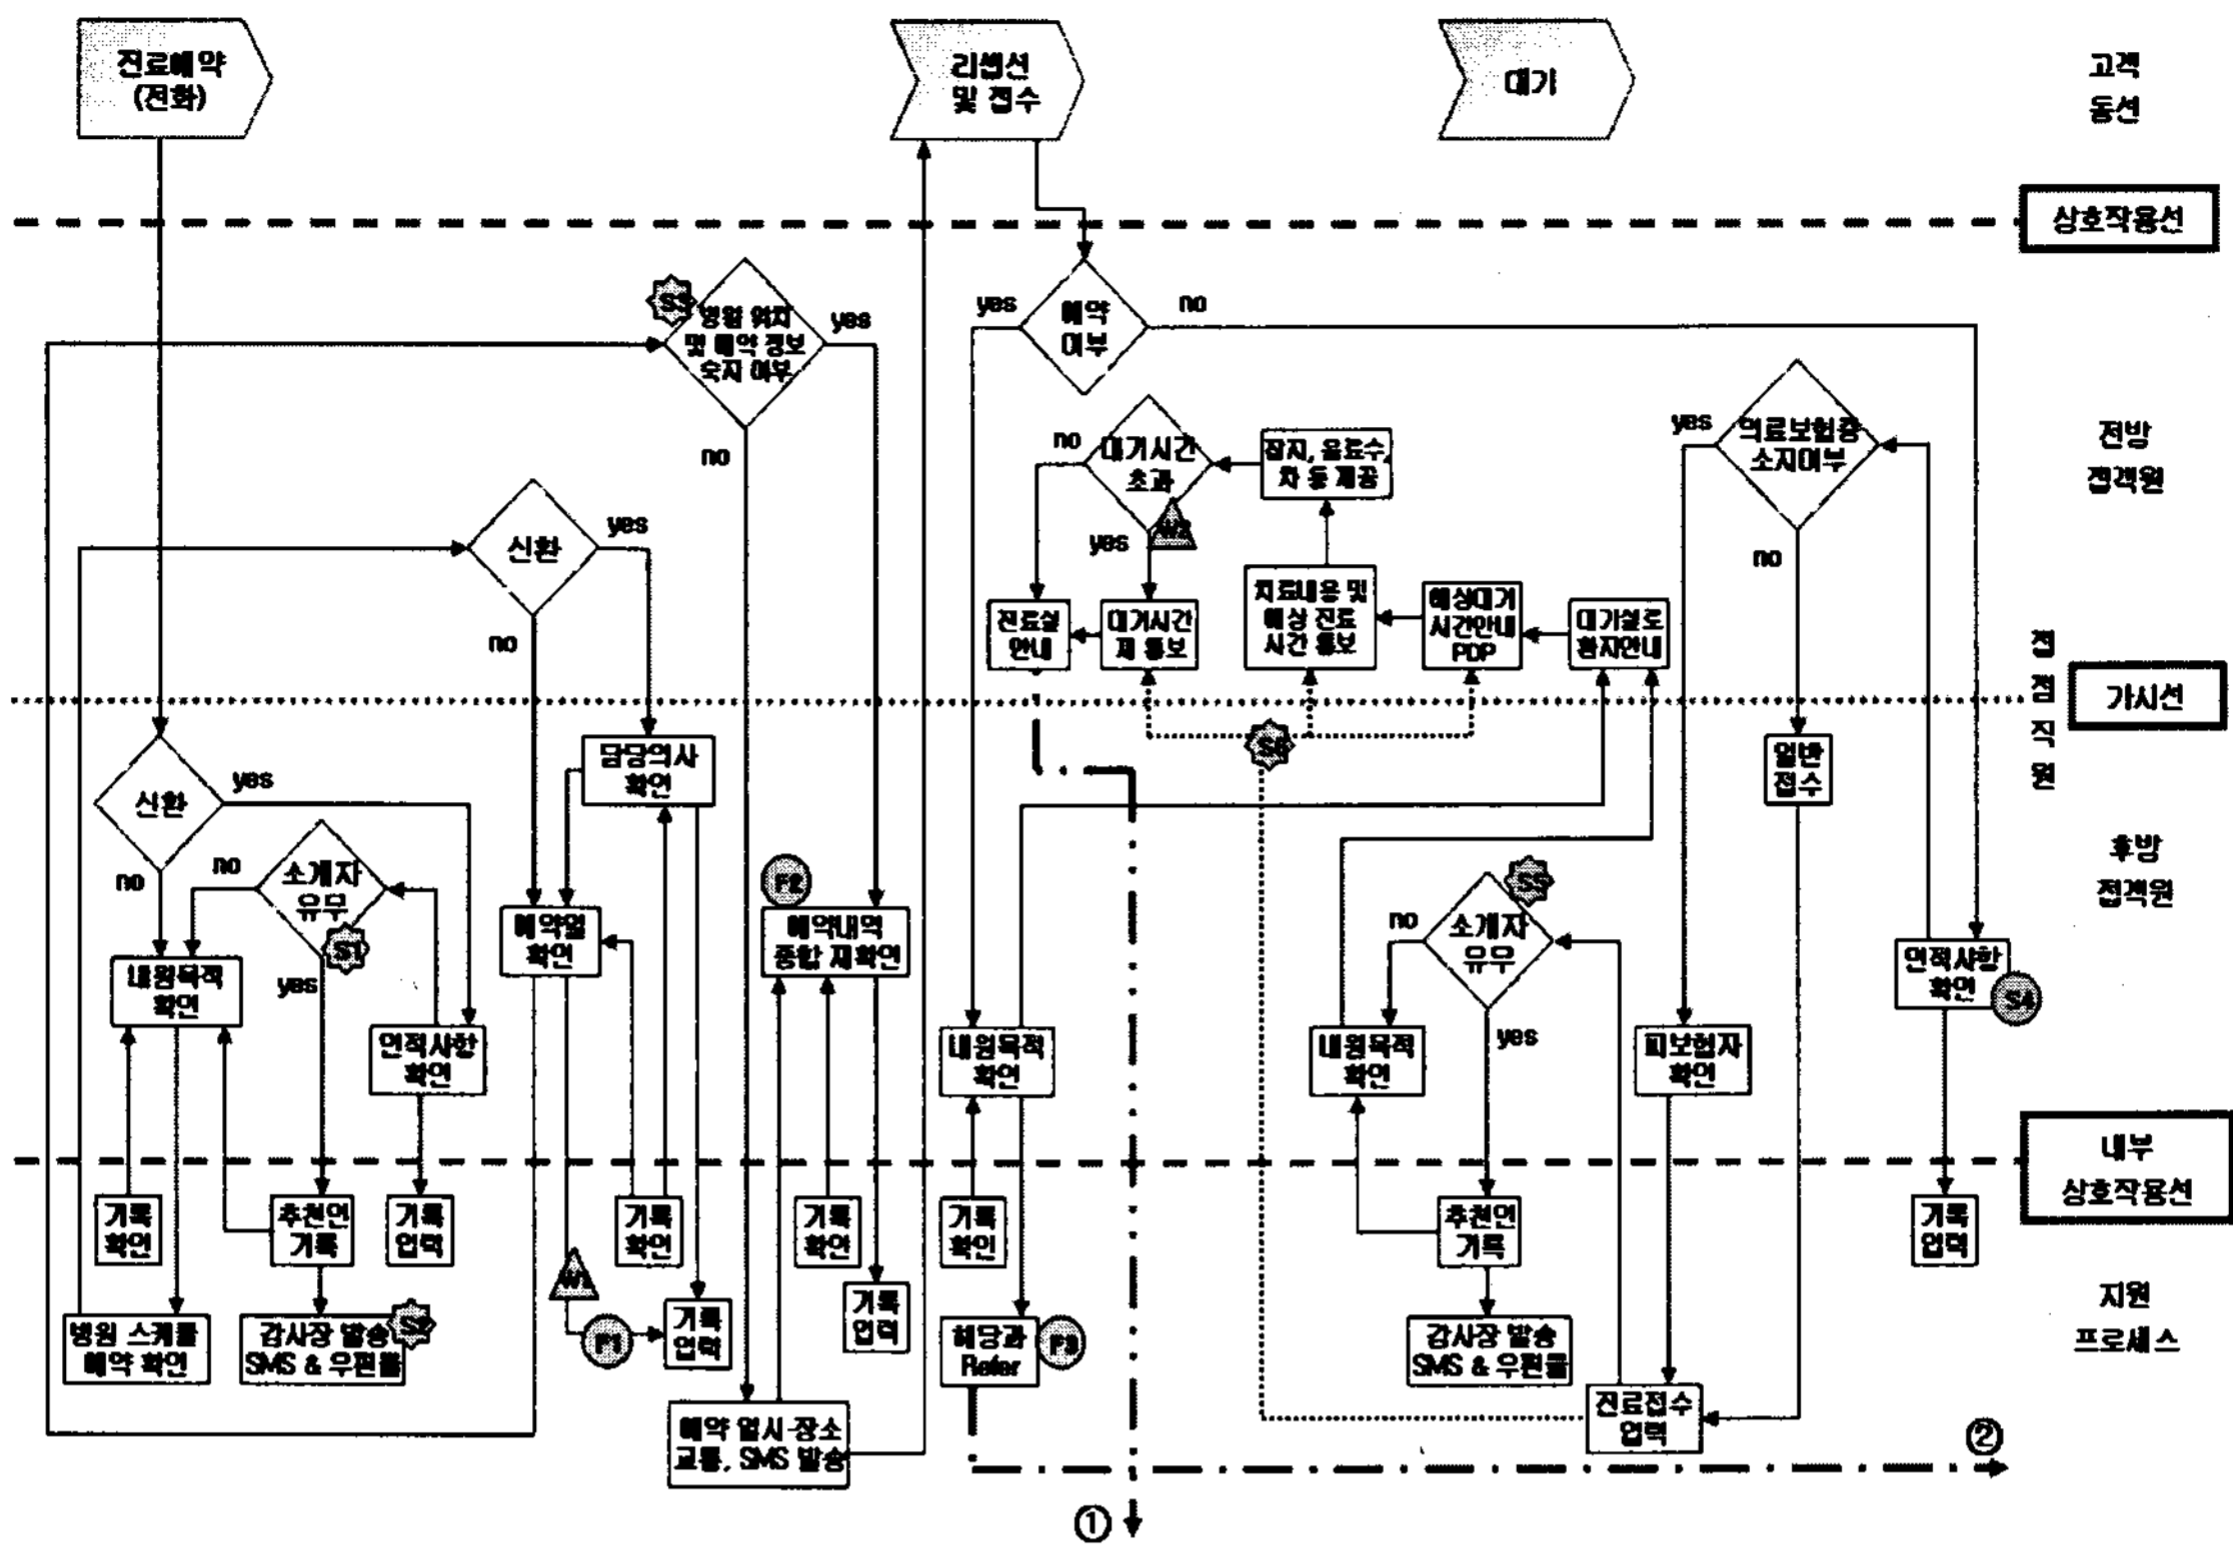 진료예약
(전화)
리셉션
및 접수
대기
고객
동선
상호작용선
S3
병원 위치
및 예약 정보
숙지 여부
yes
no
예약
여부
yes
no
의료보험증
소지여부
yes
no
전방
접객원
대기시간
초과
no
yes
W2
잡지, 음료수,
차 등 제공
신환
yes
no
진료실
안내
대기시간
재 통보
치료내용 및
예상 진료
시간 통보
예상대기
시간안내
PDP
대기실로
환자안내
접
점
직
원
가시선
신환
yes
no
담당의사
확인
S6
일반
접수
소개자
유무
no
yes
S1
F2
예약일
확인
예약내역
종합 재확인
소개자
유무
S5
no
yes
후방
접객원
내원목적
확인
인적사항
확인
내원목적
확인
내원목적
확인
피보험자
확인
인적사항
확인
S4
내부
상호작용선
기록
확인
추천인
기록
기록
입력
기록
확인
기록
확인
기록
확인
추천인
기록
기록
입력
W1
F1
기록
입력
기록
입력
병원 스케줄
예약 확인
감사장 발송
SMS & 우편물
S2
해당과
Refer
F3
감사장 발송
SMS & 우편물
지원
프로세스
예약 일시·장소
교통, SMS 발송
진료접수
입력
①
②